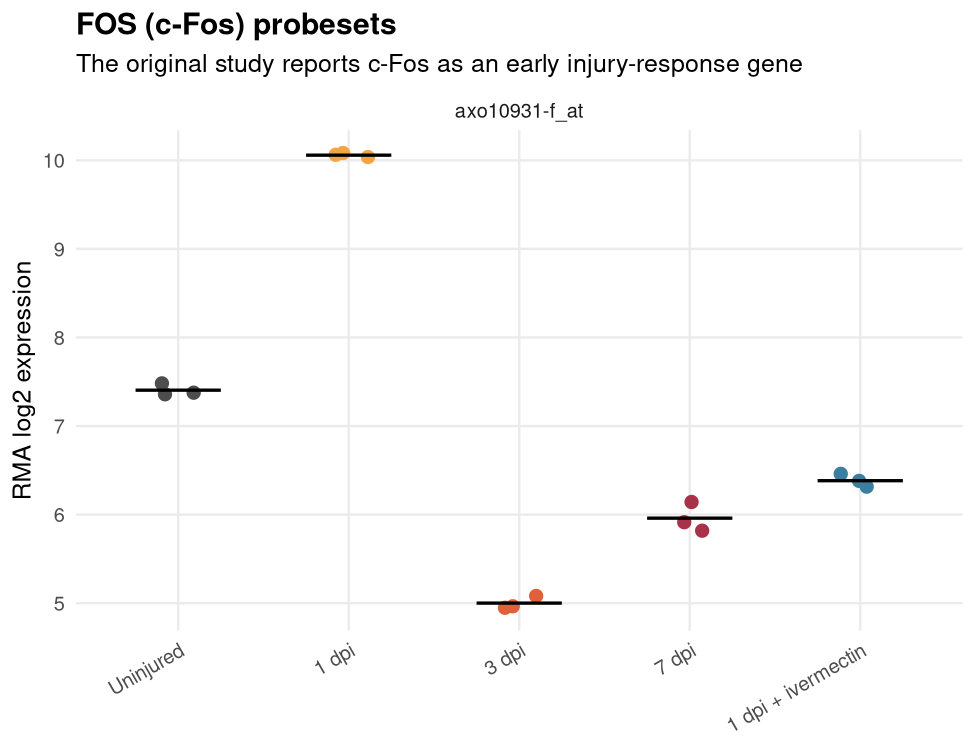 FOS (c-Fos) probesets
The original study reports c-Fos as an early injury-response gene
axo10931-f_at
RMA log2 expression
10
9
8
7
6
5
Uninjured
1 dpi
3 dpi
7 dpi
1 dpi + ivermectin